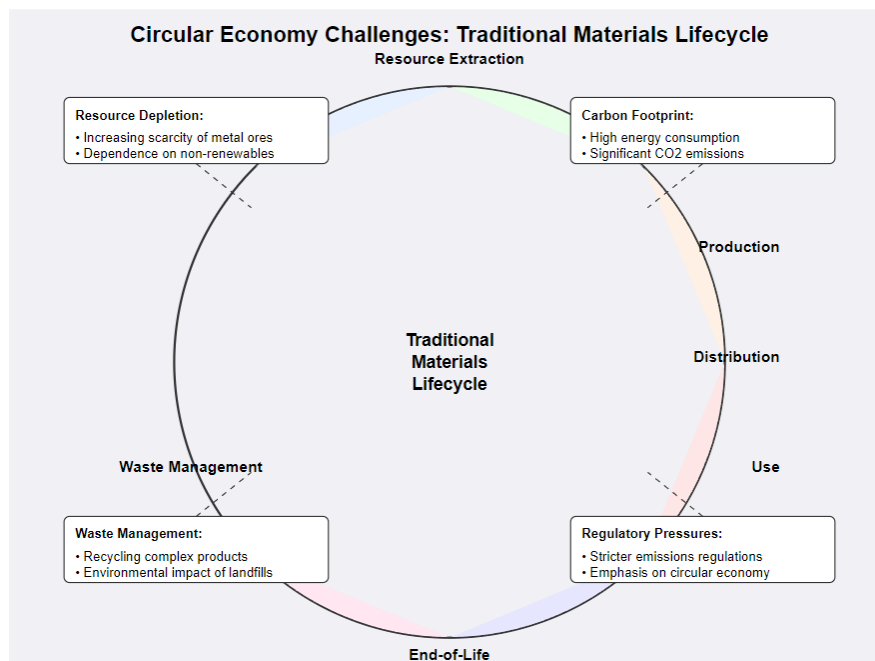 Circular Economy Challenges: Traditional Materials Lifecycle
Resource Extraction
Resource Depletion:
• Increasing scarcity of metal ores
• Dependence on non-renewables
Carbon Footprint:
• High energy consumption
• Significant CO2 emissions
Production
Traditional
Materials
Lifecycle
Distribution
Waste Management
Use
Waste Management:
• Recycling complex products
• Environmental impact of landfills
Regulatory Pressures:
• Stricter emissions regulations
• Emphasis on circular economy
End-of-Life